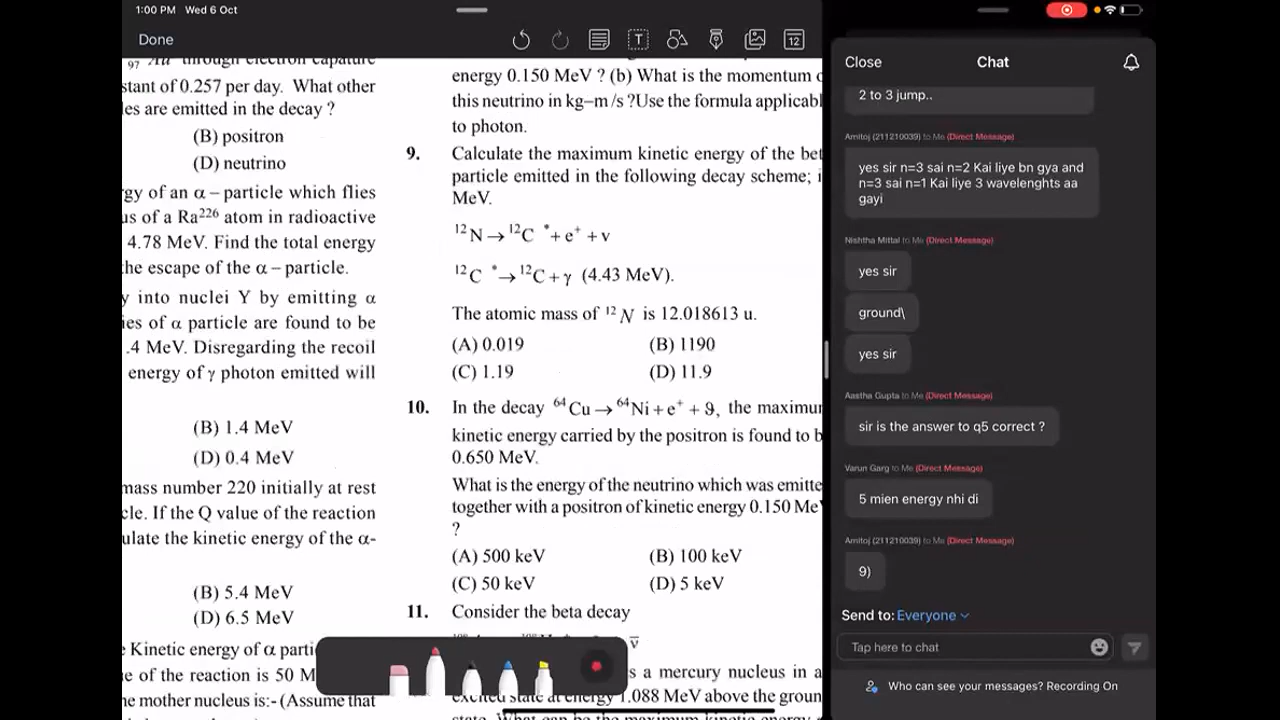 1:00 PM Wed 6 Oct
Done
97 Au through electron capature
stant of 0.257 per day. What other
les are emitted in the decay ?
(B) positron
(D) neutrino
rgy of an α – particle which flies
us of a Ra²²⁶ atom in radioactive
4.78 MeV. Find the total energy
he escape of the α – particle.
y into nuclei Y by emitting α
ies of α particle are found to be
.4 MeV. Disregarding the recoil
energy of γ photon emitted will
(B) 1.4 MeV
(D) 0.4 MeV
mass number 220 initially at rest
cle. If the Q value of the reaction
ulate the kinetic energy of the α-
(B) 5.4 MeV
(D) 6.5 MeV
e Kinetic energy of α parti
e of the reaction is 50 M
he mother nucleus is:- (Assume that
energy 0.150 MeV ? (b) What is the momentum o
this neutrino in kg–m/s ?Use the formula applicabl
to photon.
9. Calculate the maximum kinetic energy of the bet
particle emitted in the following decay scheme; i
MeV.
¹²N → ¹²C * + e⁺ + v
¹²C * → ¹²C + γ (4.43 MeV).
The atomic mass of ¹²N is 12.018613 u.
(A) 0.019 (B) 1190
(C) 1.19 (D) 11.9
10. In the decay ⁶⁴Cu → ⁶⁴Ni + e⁺ + ϑ, the maximum
kinetic energy carried by the positron is found to b
0.650 MeV.
What is the energy of the neutrino which was emitte
together with a positron of kinetic energy 0.150 MeV
?
(A) 500 keV (B) 100 keV
(C) 50 keV (D) 5 keV
11. Consider the beta decay
v̅
s a mercury nucleus in a
excited state at energy 1.088 MeV above the groun
12
Close
Chat
2 to 3 jump..
Amitoj (211210039) to Me (Direct Message)
yes sir n=3 sai n=2 Kai liye bn gya and
n=3 sai n=1 Kai liye 3 wavelenghts aa
gayi
Nishtha Mittal to Me (Direct Message)
yes sir
ground\
yes sir
Aastha Gupta to Me (Direct Message)
sir is the answer to q5 correct ?
Varun Garg to Me (Direct Message)
5 mien energy nhi di
Amitoj (211210039) to Me (Direct Message)
9)
Send to: Everyone
Tap here to chat
Who can see your messages? Recording On